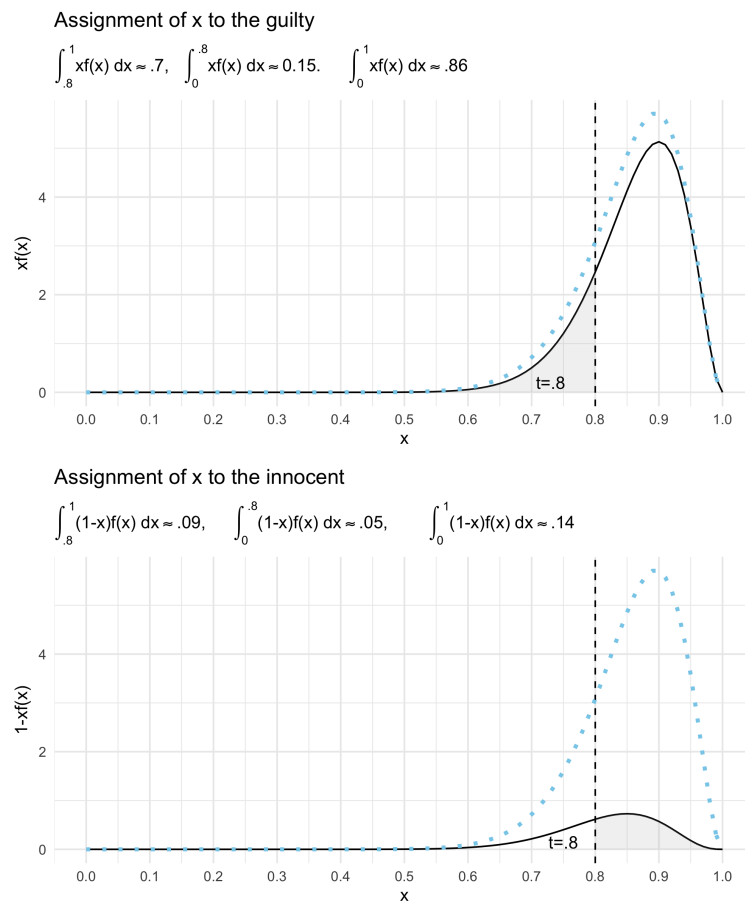 Assignment of x to the guilty
∫.8^1 xf(x) dx ≈ .7, ∫0^.8 xf(x) dx ≈ 0.15. ∫0^1 xf(x) dx ≈ .86
4
2
0
xf(x)
t=.8
0.0 0.1 0.2 0.3 0.4 0.5 0.6 0.7 0.8 0.9 1.0
x
Assignment of x to the innocent
∫.8^1 (1-x)f(x) dx ≈ .09, ∫0^.8 (1-x)f(x) dx ≈ .05, ∫0^1 (1-x)f(x) dx ≈ .14
4
2
0
1-xf(x)
t=.8
0.0 0.1 0.2 0.3 0.4 0.5 0.6 0.7 0.8 0.9 1.0
x